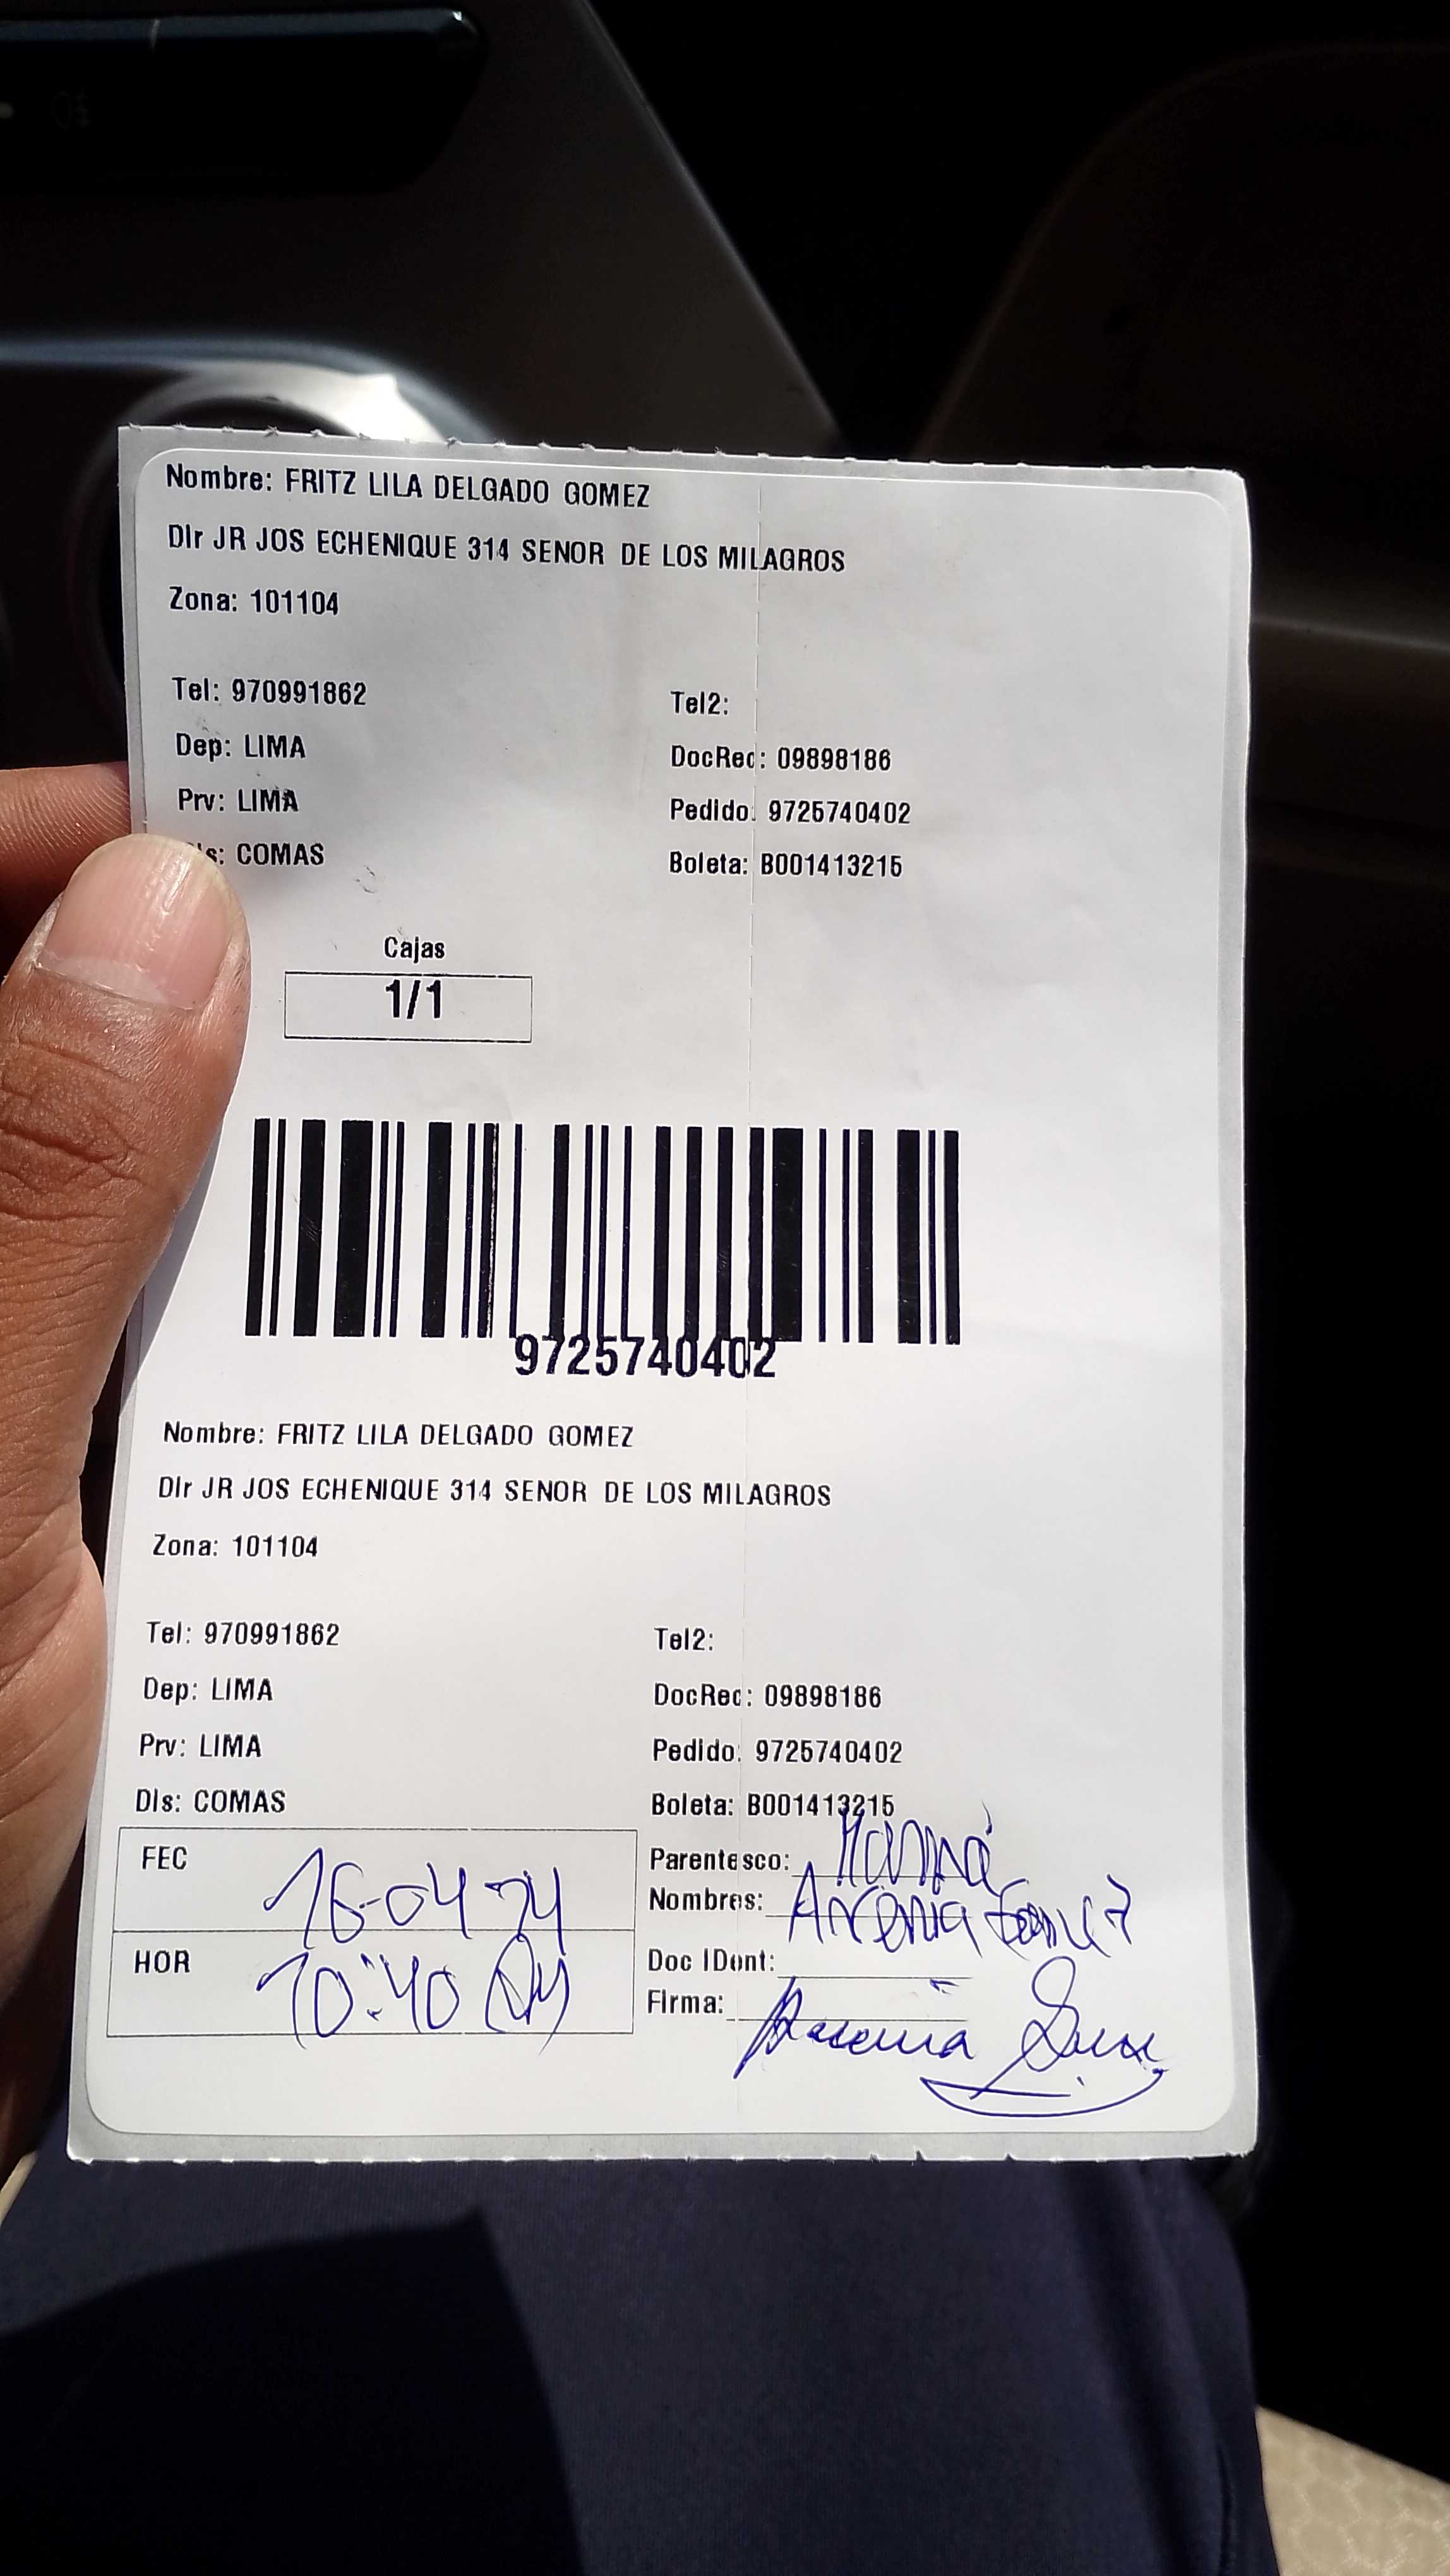 Nombre: FRITZ LILA DELGADO GOMEZ
DIr JR JOS ECHENIQUE 314 SENOR DE LOS MILAGROS
Zona: 101104
Tel: 970991862 Tel2:
Dep: LIMA DocRec: 09898186
Prv: LIMA Pedido: 9725740402
s: COMAS Boleta: B001413215
Cajas
1/1
9725740402
Nombre: FRITZ LILA DELGADO GOMEZ
DIr JR JOS ECHENIQUE 314 SENOR DE LOS MILAGROS
Zona: 101104
Tel: 970991862 Tel2:
Dep: LIMA DocRec: 09898186
Prv: LIMA Pedido: 9725740402
DIs: COMAS Boleta: B001413215
FEC 16-04-24 Parentesco: Mamá
Nombres: Arcenia
HOR 10:40 Doc IDent:
Firma: